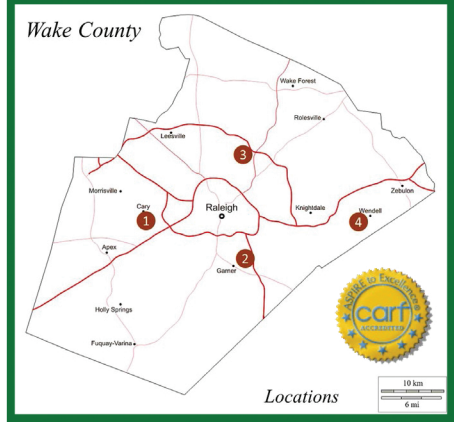 Wake County
Wake Forest
Rolesville
Leesville
3
Morrisville
Zebulon
Cary
1
Raleigh
Knightdale
Wendell
4
Apex
2
Garner
Holly Springs
Fuquay-Varina
ASPIRE to Excellence
carf
ACCREDITED
Locations
10 km
6 mi